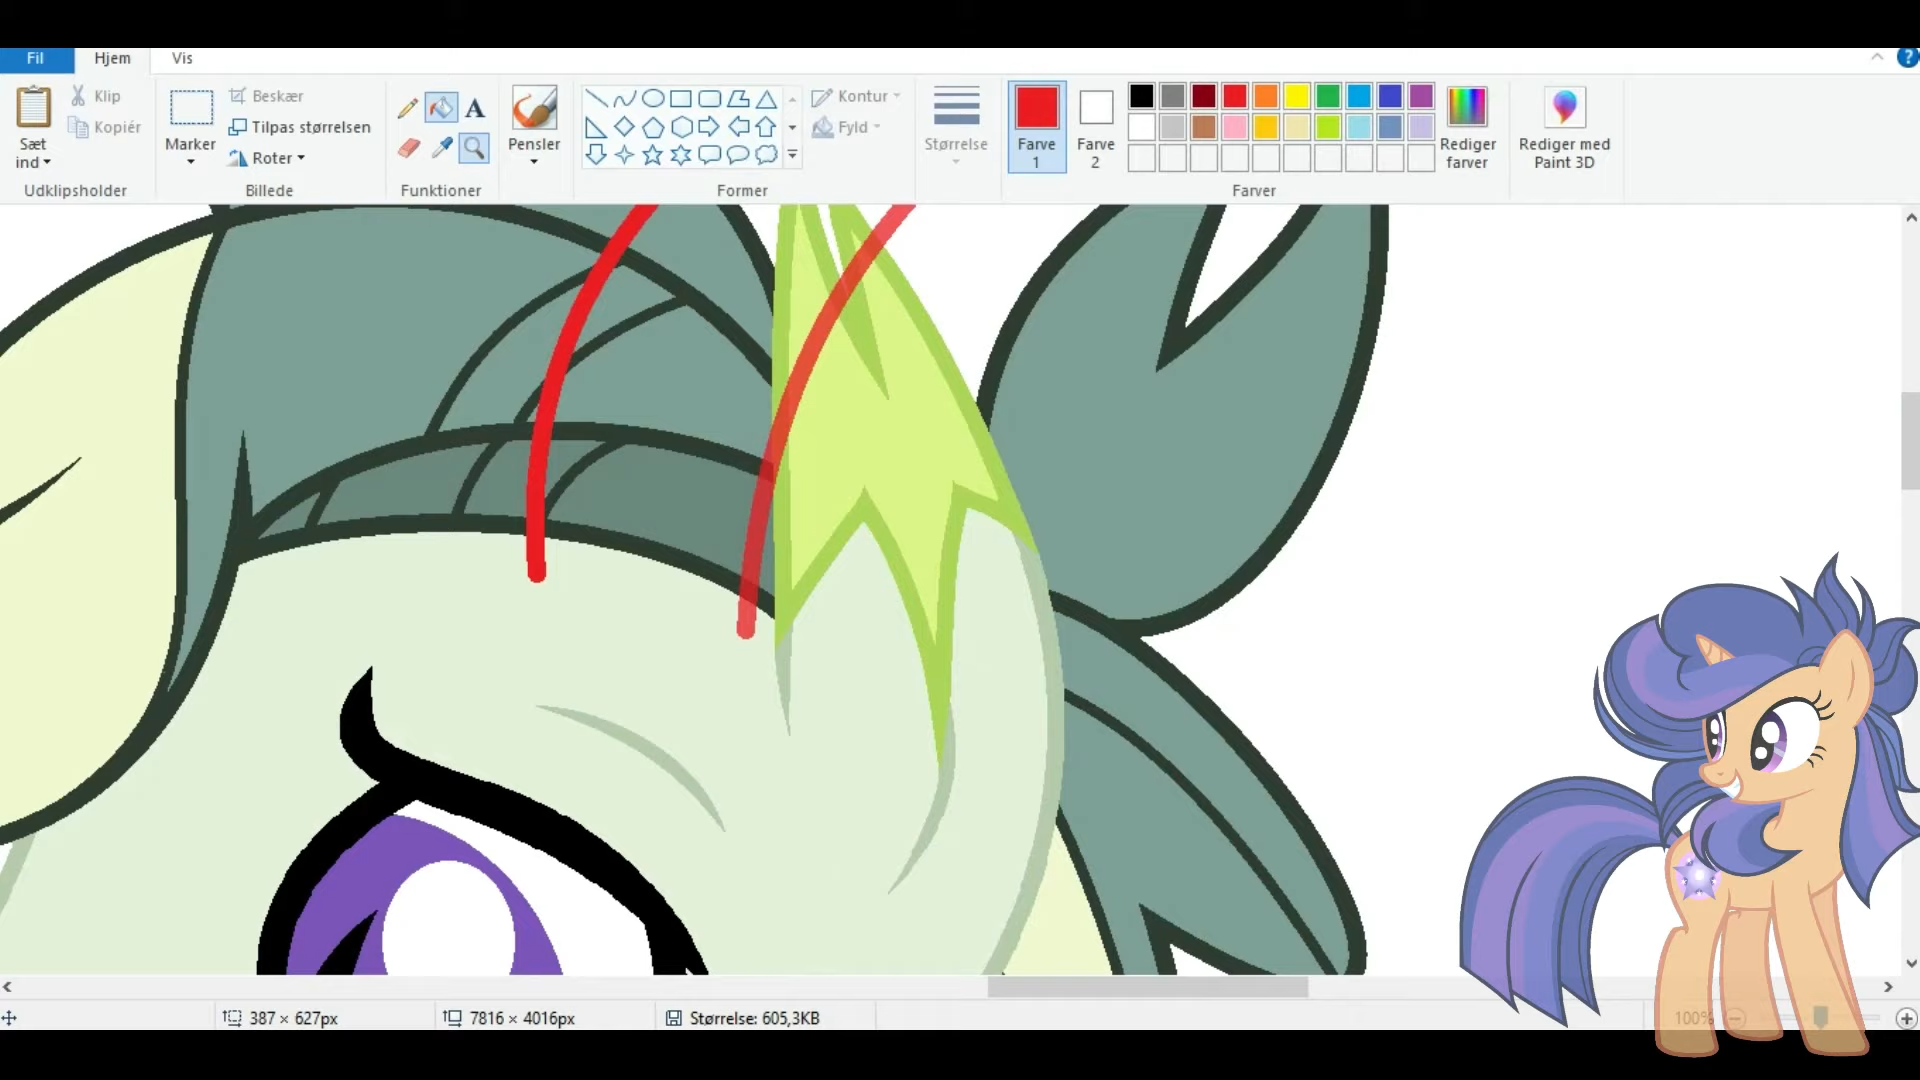 Fil Hjem Vis
Klip
Kopiér
Sæt
ind
Udklipsholder
Marker
Beskær
Tilpas størrelsen
Roter
Billede
A
Funktioner
Pensler
Kontur
Fyld
Former
Størrelse
Farve
1
Farve
2
Rediger
farver
Farver
Rediger med
Paint 3D
?
387 × 627px
7816 × 4016px
Størrelse: 605,3KB
100%